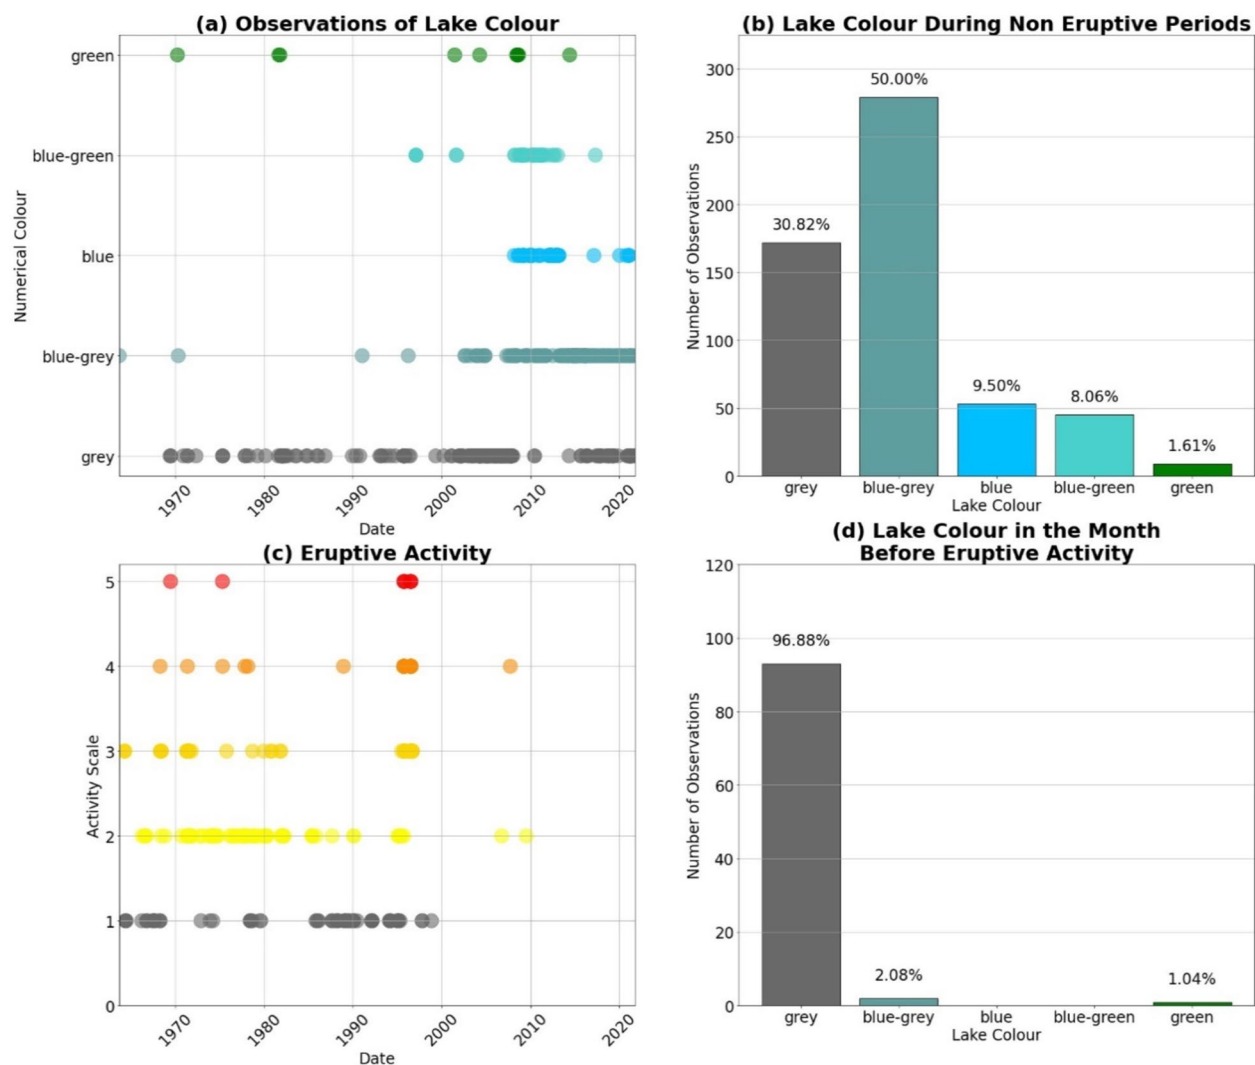 (a) Observations of Lake Colour
green
blue-green
blue
blue-grey
grey
Numerical Colour
1970
1980
1990
2000
2010
2020
Date
(b) Lake Colour During Non Eruptive Periods
300
250
200
150
100
50
0
Number of Observations
30.82%
50.00%
9.50%
8.06%
1.61%
grey
blue-grey
blue
blue-green
green
Lake Colour
(c) Eruptive Activity
5
4
3
2
1
0
Activity Scale
1970
1980
1990
2000
2010
2020
Date
(d) Lake Colour in the Month
Before Eruptive Activity
120
100
80
60
40
20
0
Number of Observations
96.88%
2.08%
1.04%
grey
blue-grey
blue
blue-green
green
Lake Colour